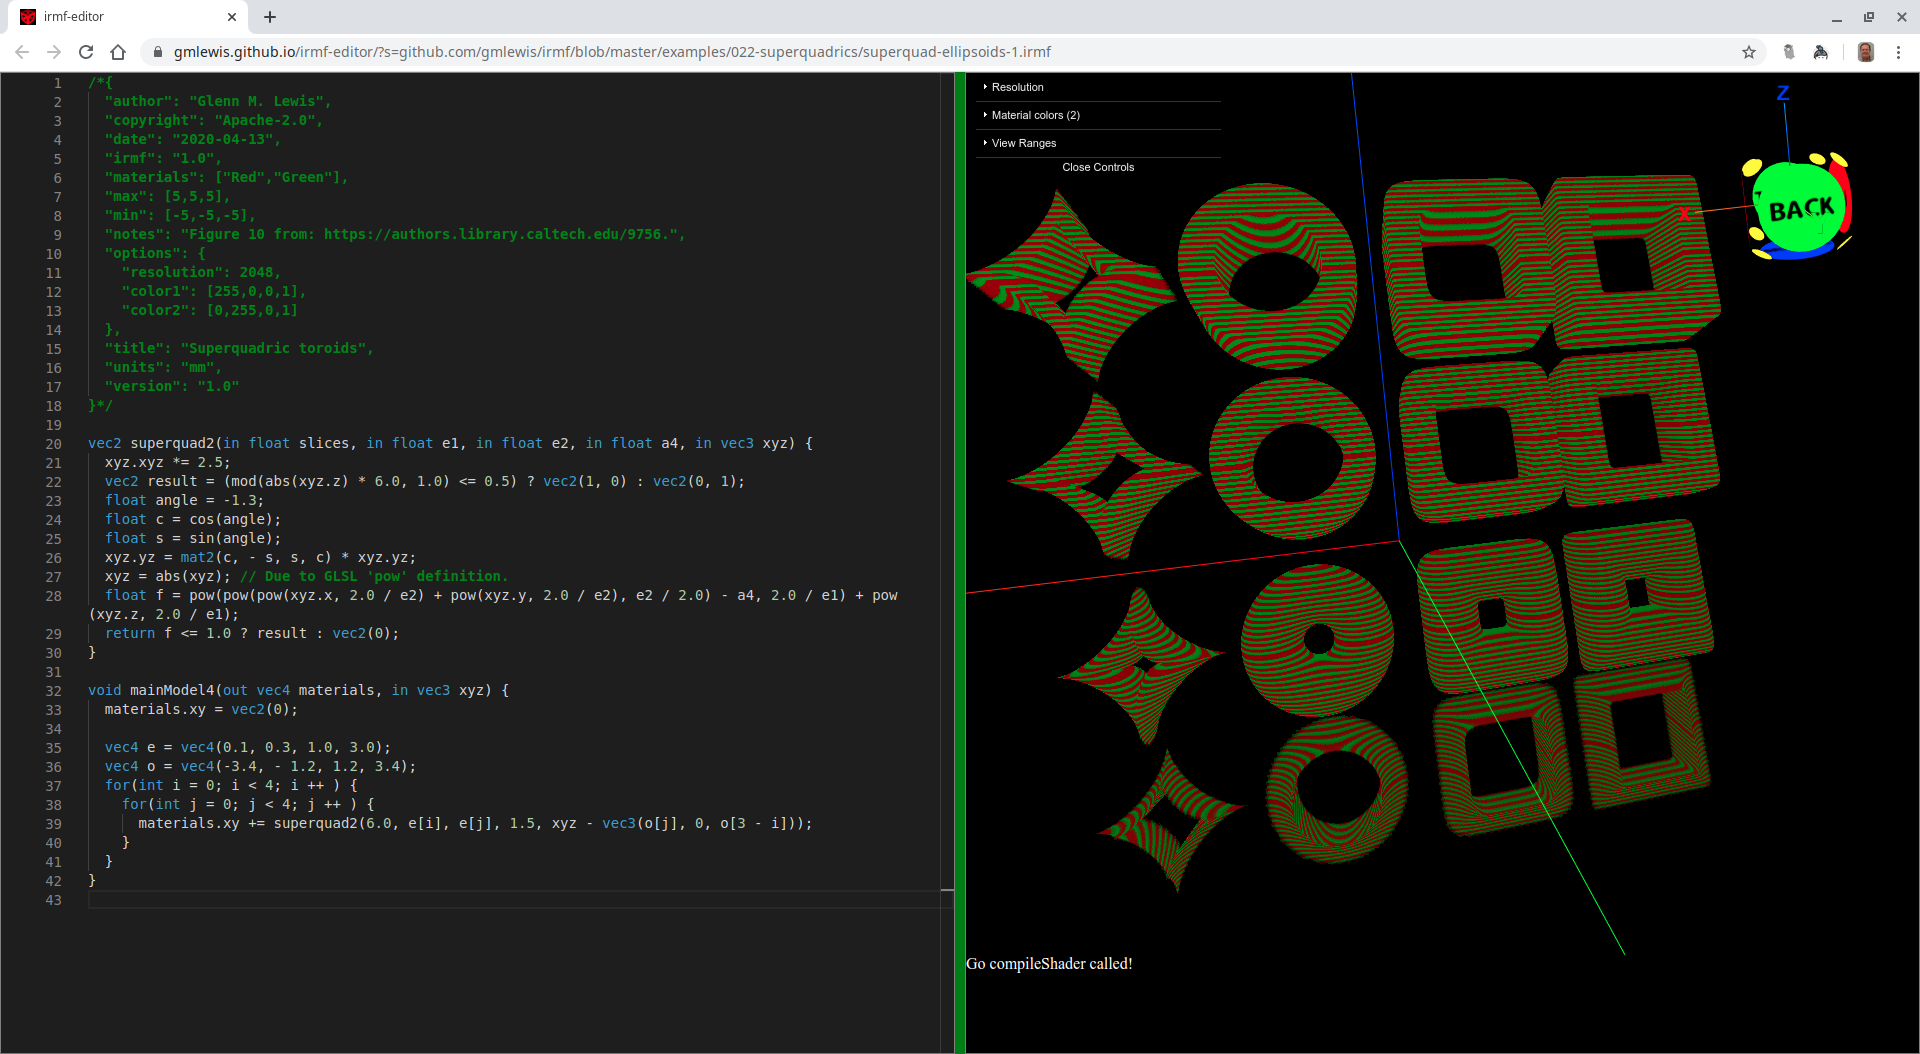 irmf-editor
gmlewis.github.io/irmf-editor/?s=github.com/gmlewis/irmf/blob/master/examples/022-superquadrics/superquad-ellipsoids-1.irmf
1 /*{
2 "author": "Glenn M. Lewis",
3 "copyright": "Apache-2.0",
4 "date": "2020-04-13",
5 "irmf": "1.0",
6 "materials": ["Red","Green"],
7 "max": [5,5,5],
8 "min": [-5,-5,-5],
9 "notes": "Figure 10 from: https://authors.library.caltech.edu/9756.",
10 "options": {
11 "resolution": 2048,
12 "color1": [255,0,0,1],
13 "color2": [0,255,0,1]
14 },
15 "title": "Superquadric toroids",
16 "units": "mm",
17 "version": "1.0"
18 }*/
19
20 vec2 superquad2(in float slices, in float e1, in float e2, in float a4, in vec3 xyz) {
21 xyz.xyz *= 2.5;
22 vec2 result = (mod(abs(xyz.z) * 6.0, 1.0) <= 0.5) ? vec2(1, 0) : vec2(0, 1);
23 float angle = -1.3;
24 float c = cos(angle);
25 float s = sin(angle);
26 xyz.yz = mat2(c, - s, s, c) * xyz.yz;
27 xyz = abs(xyz); // Due to GLSL 'pow' definition.
28 float f = pow(pow(pow(xyz.x, 2.0 / e2) + pow(xyz.y, 2.0 / e2), e2 / 2.0) - a4, 2.0 / e1) + pow
(xyz.z, 2.0 / e1);
29 return f <= 1.0 ? result : vec2(0);
30 }
31
32 void mainModel4(out vec4 materials, in vec3 xyz) {
33 materials.xy = vec2(0);
34
35 vec4 e = vec4(0.1, 0.3, 1.0, 3.0);
36 vec4 o = vec4(-3.4, - 1.2, 1.2, 3.4);
37 for(int i = 0; i < 4; i ++ ) {
38 for(int j = 0; j < 4; j ++ ) {
39 materials.xy += superquad2(6.0, e[i], e[j], 1.5, xyz - vec3(o[j], 0, o[3 - i]));
40 }
41 }
42 }
43
Resolution
Material colors (2)
View Ranges
Close Controls
Z
X
BACK
Go compileShader called!